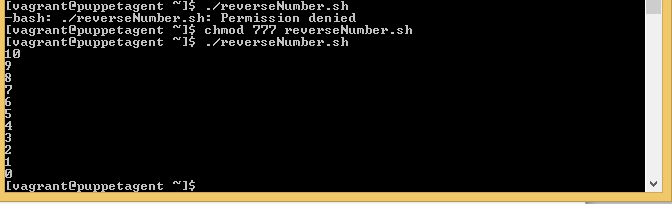 [vagrant@puppetagent ~]$ ./reverseNumber.sh
-bash: ./reverseNumber.sh: Permission denied
[vagrant@puppetagent ~]$ chmod 777 reverseNumber.sh
[vagrant@puppetagent ~]$ ./reverseNumber.sh
10
9
8
7
6
5
4
3
2
1
0
[vagrant@puppetagent ~]$